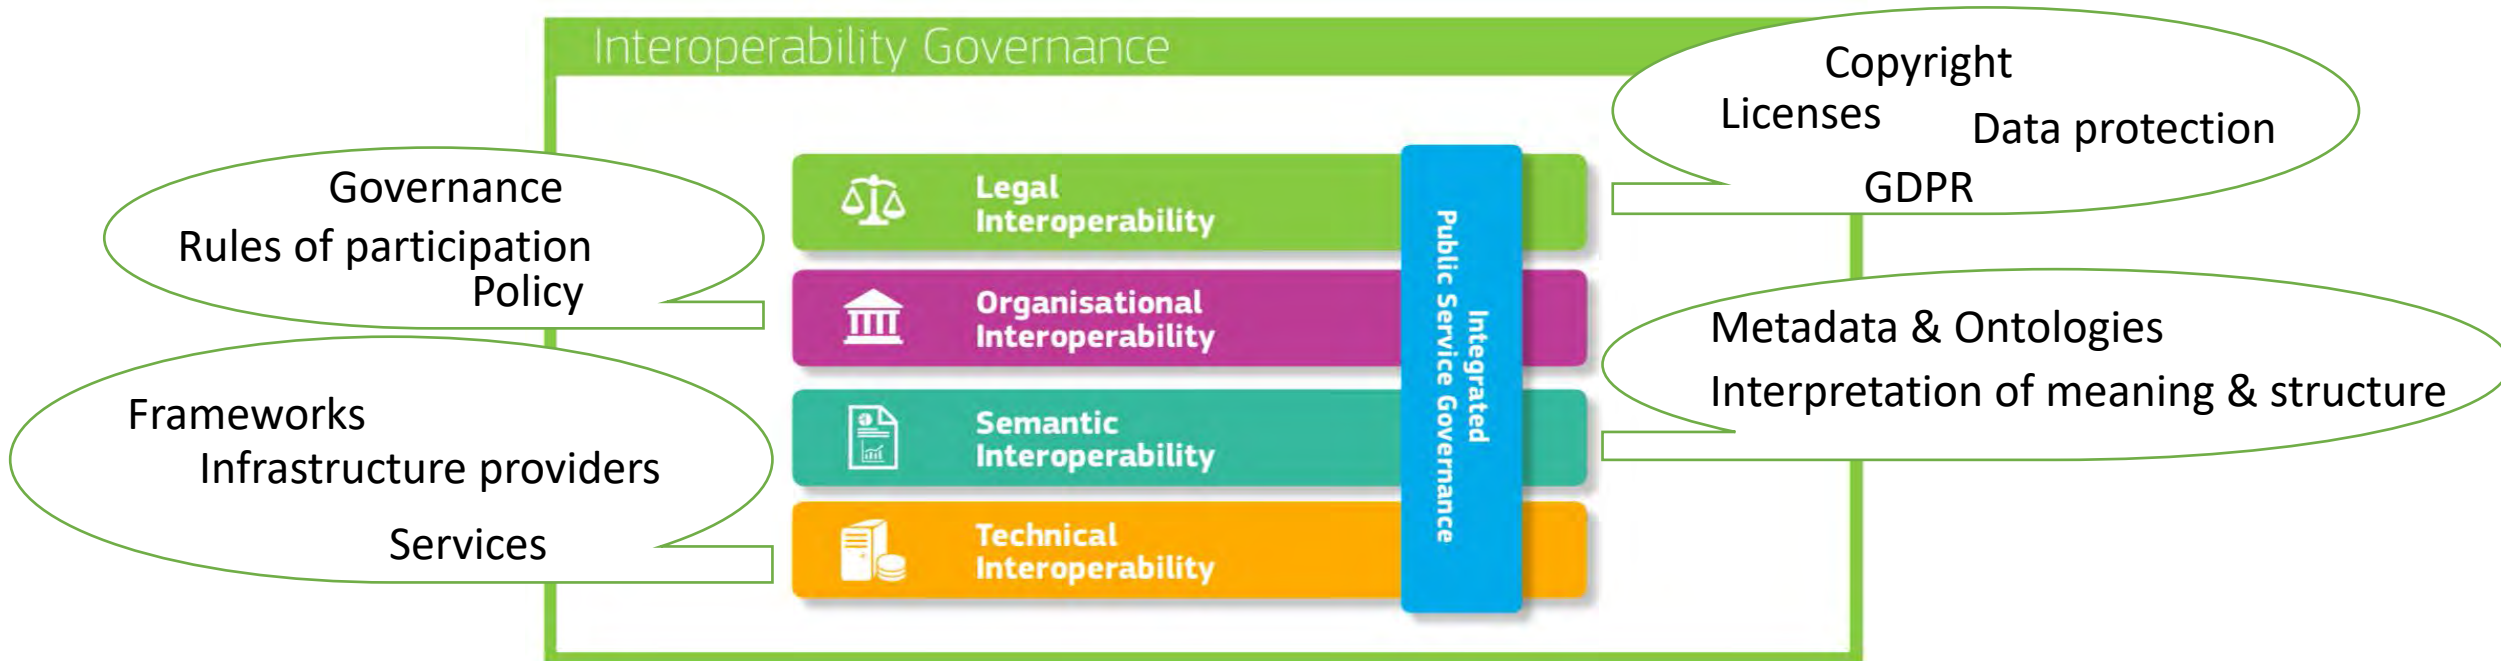 Interoperability Governance
Copyright
Licenses
Data protection
GDPR
Governance
Rules of participation
Policy
Legal
Interoperability
Organisational
Interoperability
Semantic
Interoperability
Technical
Interoperability
Integrated
Public Service Governance
Metadata & Ontologies
Interpretation of meaning & structure
Frameworks
Infrastructure providers
Services